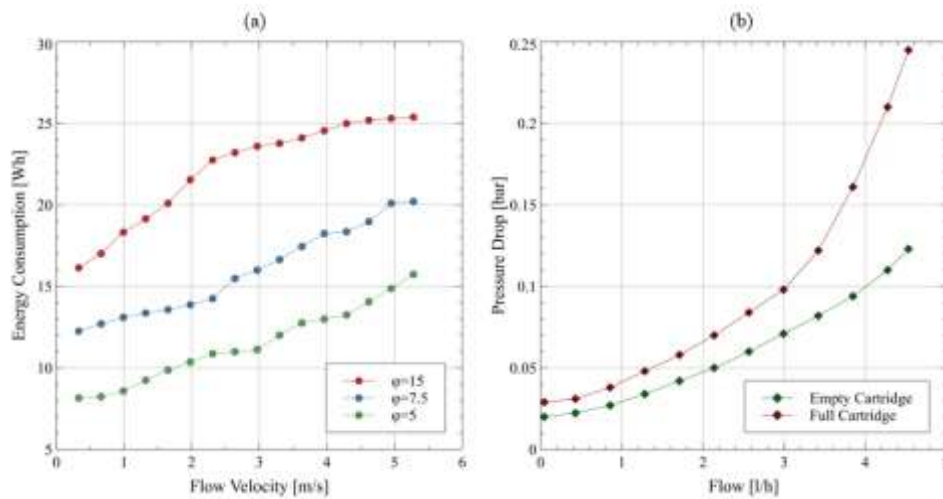 (a)
30
25
20
15
10
5
0
1
2
3
4
5
6
Energy Consumption [Wh]
Flow Velocity [m/s]
φ=15
φ=7.5
φ=5
(b)
0.25
0.2
0.15
0.1
0.05
0
0
1
2
3
4
Pressure Drop [bar]
Flow [l/h]
Empty Cartridge
Full Cartridge